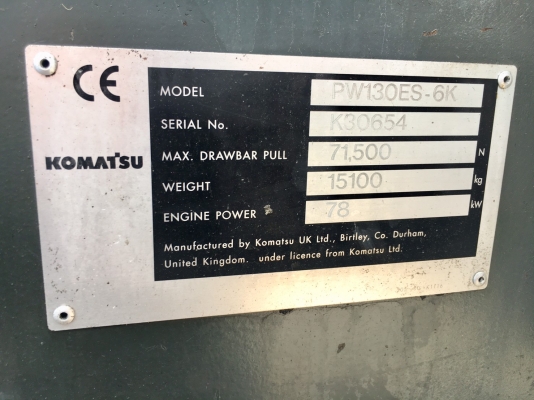 CE
KOMATSU
MODEL PW130ES-6K
SERIAL No. K30654
MAX. DRAWBAR PULL 71,500 N
WEIGHT 15100 kg
ENGINE POWER 78 kW
Manufactured by Komatsu UK Ltd., Birtley, Co. Durham,
United Kingdom. under licence from Komatsu Ltd.